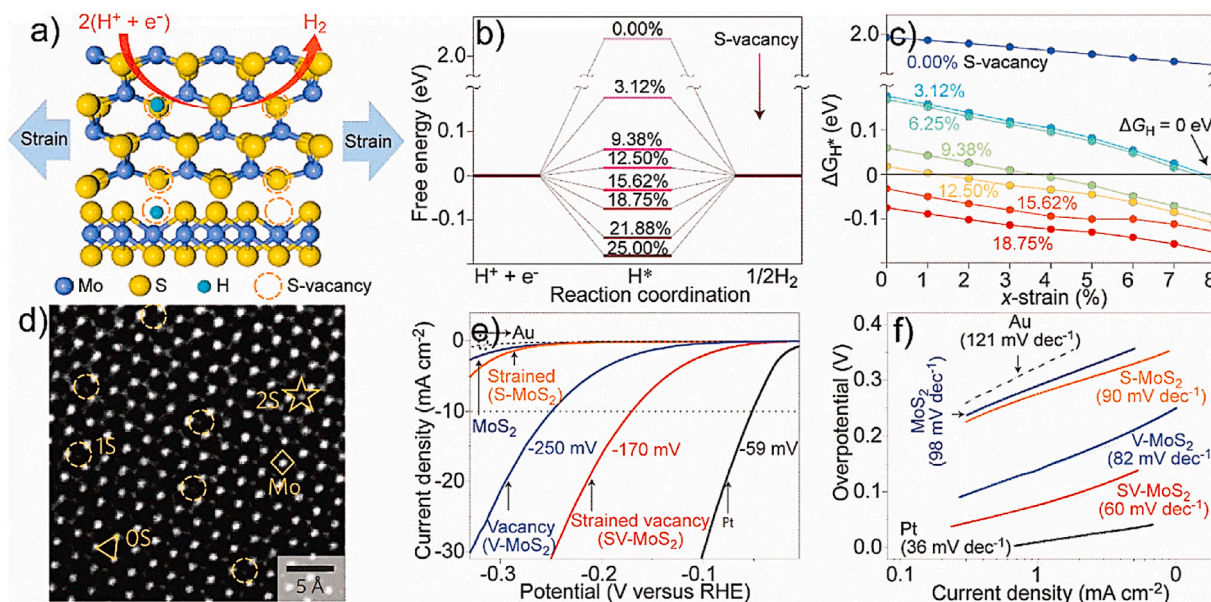 a)
2(H⁺ + e⁻)
H₂
Strain
Strain
Mo
S
H
S-vacancy
b)
Free energy (eV)
2.0
0.1
0
-0.1
0.00%
S-vacancy
3.12%
9.38%
12.50%
15.62%
18.75%
21.88%
25.00%
H⁺ + e⁻
H*
1/2H₂
Reaction coordination
c)
ΔG_H* (eV)
2.0
0.1
0
-0.1
0.00% S-vacancy
3.12%
6.25%
ΔG_H = 0 eV
9.38%
12.50%
15.62%
18.75%
0 1 2 3 4 5 6 7 8
x-strain (%)
d)
2S
1S
Mo
0S
5 Å
e)
Current density (mA cm⁻²)
0
-10
-20
-30
Au
Strained
(S-MoS₂)
MoS₂
-250 mV
-170 mV
-59 mV
Pt
Vacancy
(V-MoS₂)
Strained vacancy
(SV-MoS₂)
-0.3 -0.2 -0.1
Potential (V versus RHE)
f)
Overpotential (V)
0.4
0.3
0.2
0.1
0.0
Au
(121 mV dec⁻¹)
MoS₂
(98 mV dec⁻¹)
S-MoS₂
(90 mV dec⁻¹)
V-MoS₂
(82 mV dec⁻¹)
SV-MoS₂
(60 mV dec⁻¹)
Pt
(36 mV dec⁻¹)
0.1 1 0
Current density (mA cm⁻²)